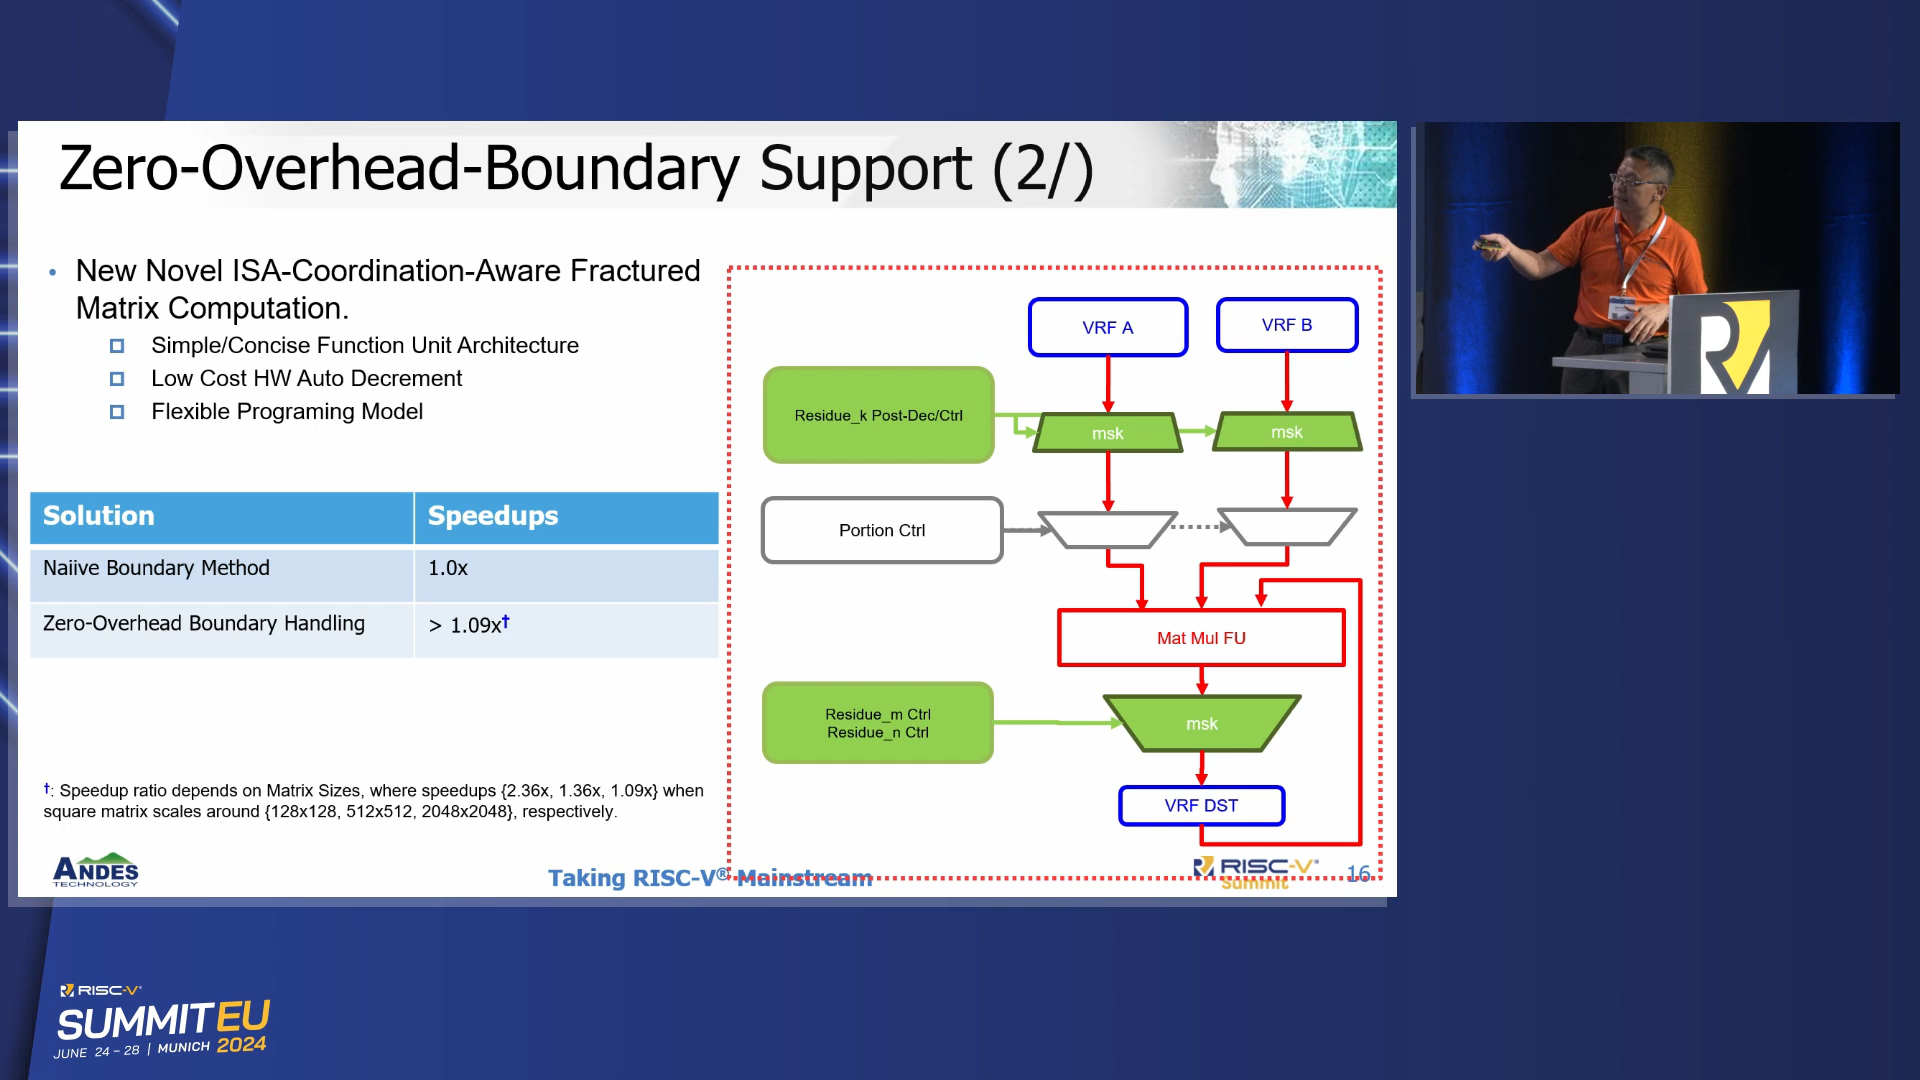 Zero-Overhead-Boundary Support (2/)
• New Novel ISA-Coordination-Aware Fractured
Matrix Computation.
Simple/Concise Function Unit Architecture
Low Cost HW Auto Decrement
Flexible Programing Model
Solution Speedups
Naiive Boundary Method 1.0x
Zero-Overhead Boundary Handling > 1.09x†
†: Speedup ratio depends on Matrix Sizes, where speedups {2.36x, 1.36x, 1.09x} when
square matrix scales around {128x128, 512x512, 2048x2048}, respectively.
VRF A
VRF B
Residue_k Post-Dec/Ctrl
msk
msk
Portion Ctrl
Mat Mul FU
Residue_m Ctrl
Residue_n Ctrl
msk
VRF DST
ANDES
TECHNOLOGY
Taking RISC-V® Mainstream
RISC-V®
Summit
16
RISC-V®
SUMMIT EU
JUNE 24 – 28 | MUNICH 2024